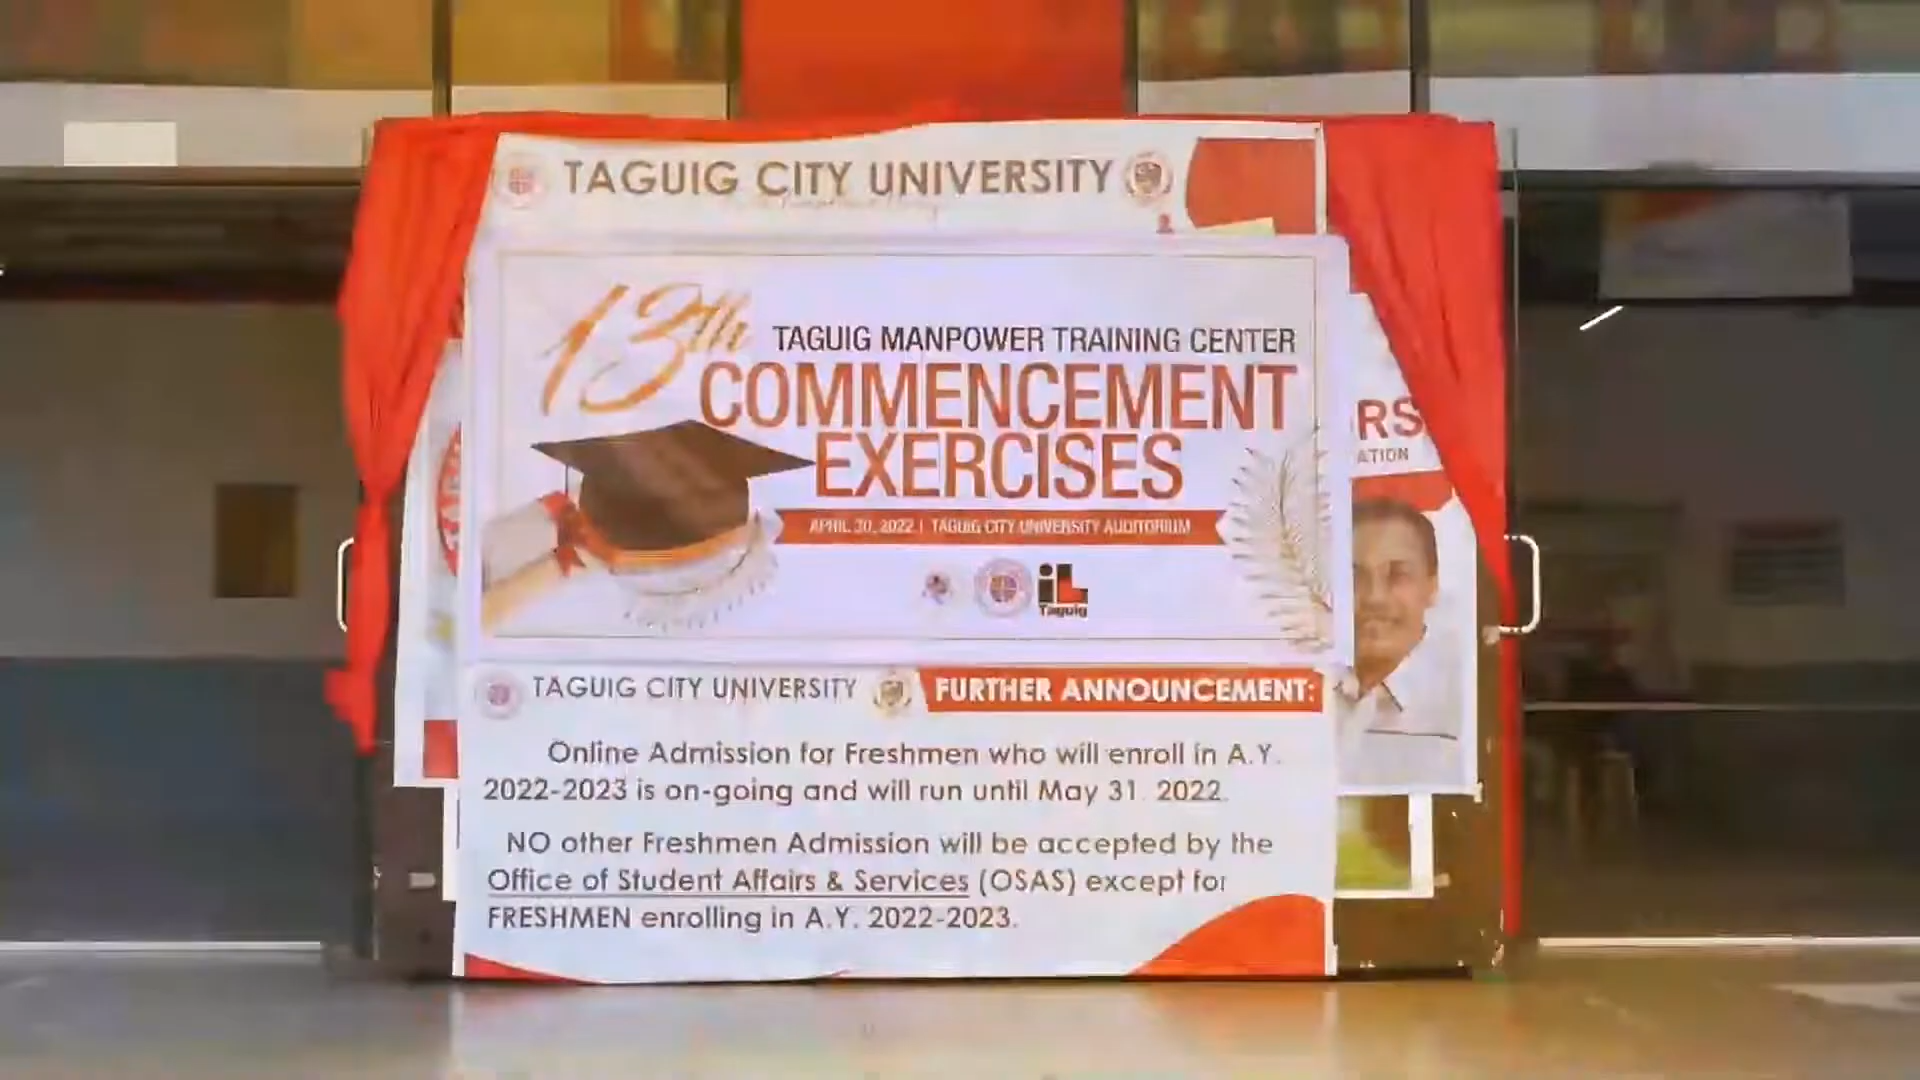 TAGUIG CITY UNIVERSITY
13th
TAGUIG MANPOWER TRAINING CENTER
COMMENCEMENT
EXERCISES
APRIL 30, 2022 | TAGUIG CITY UNIVERSITY AUDITORIUM
iL
Taguig
RS
ATION
TAGUIG CITY UNIVERSITY
FURTHER ANNOUNCEMENT:
Online Admission for Freshmen who will enroll in A.Y.
2022-2023 is on-going and will run until May 31, 2022.
NO other Freshmen Admission will be accepted by the
Office of Student Affairs & Services (OSAS) except for
FRESHMEN enrolling in A.Y. 2022-2023.